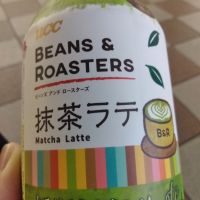 UCC
BEANS &
ROASTERS
ビーンズ アンド ロースターズ
抹茶ラテ
Matcha Latte
B&R